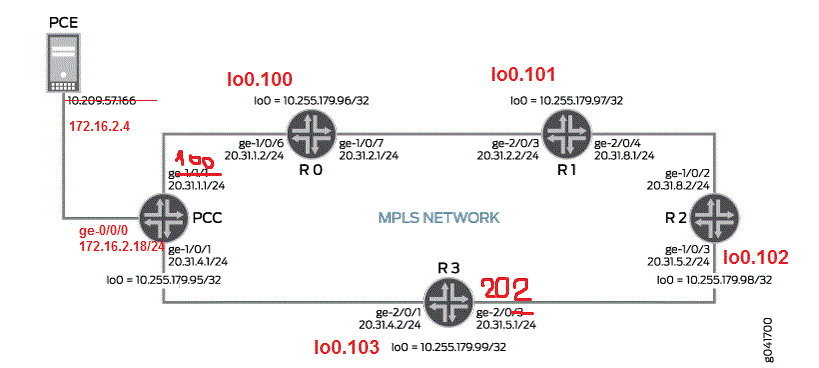 PCE
10.209.57.166
172.16.2.4
lo0.100
lo0 = 10.255.179.96/32
lo0.101
lo0 = 10.255.179.97/32
ge-1/0/6
20.31.1.2/24
R 0
ge-1/0/7
20.31.2.1/24
ge-2/0/3
20.31.2.2/24
R 1
ge-2/0/4
20.31.8.1/24
100
ge-1/1/1
20.31.1.1/24
PCC
ge-0/0/0
172.16.2.18/24
ge-1/0/1
20.31.4.1/24
lo0 = 10.255.179.95/32
MPLS NETWORK
ge-1/0/2
20.31.8.2/24
R 2
ge-1/0/3
20.31.5.2/24
lo0.102
lo0 = 10.255.179.98/32
R 3
202
ge-2/0/1
20.31.4.2/24
ge-2/0/3
20.31.5.1/24
lo0.103
lo0 = 10.255.179.99/32
g041700